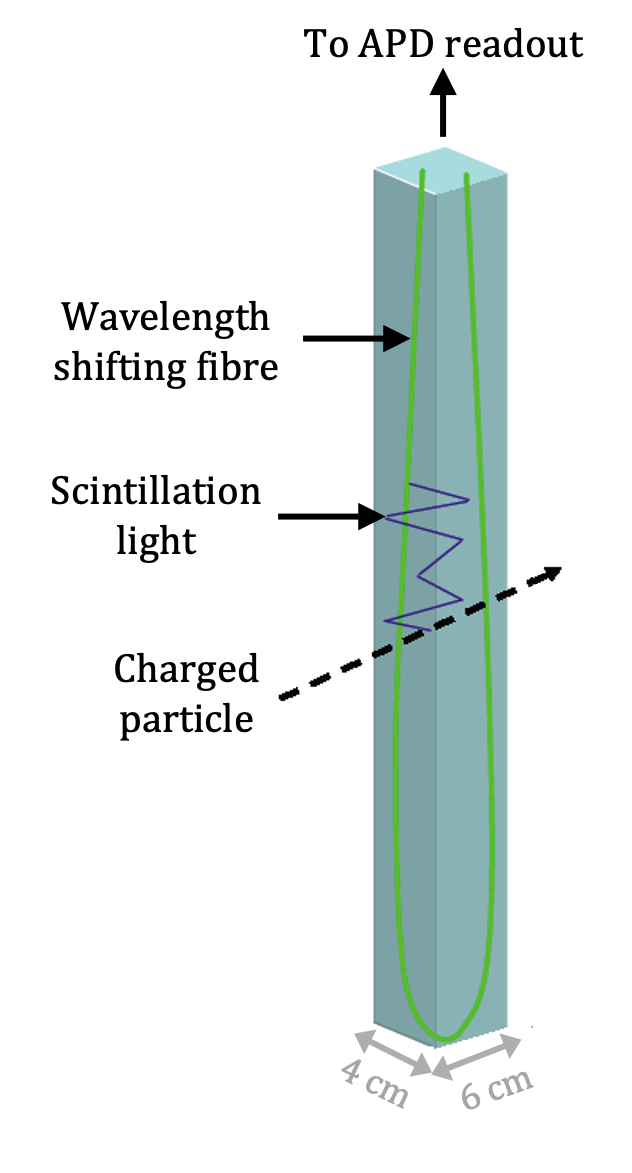 To APD readout
Wavelength
shifting fibre
Scintillation
light
Charged
particle
4 cm
6 cm